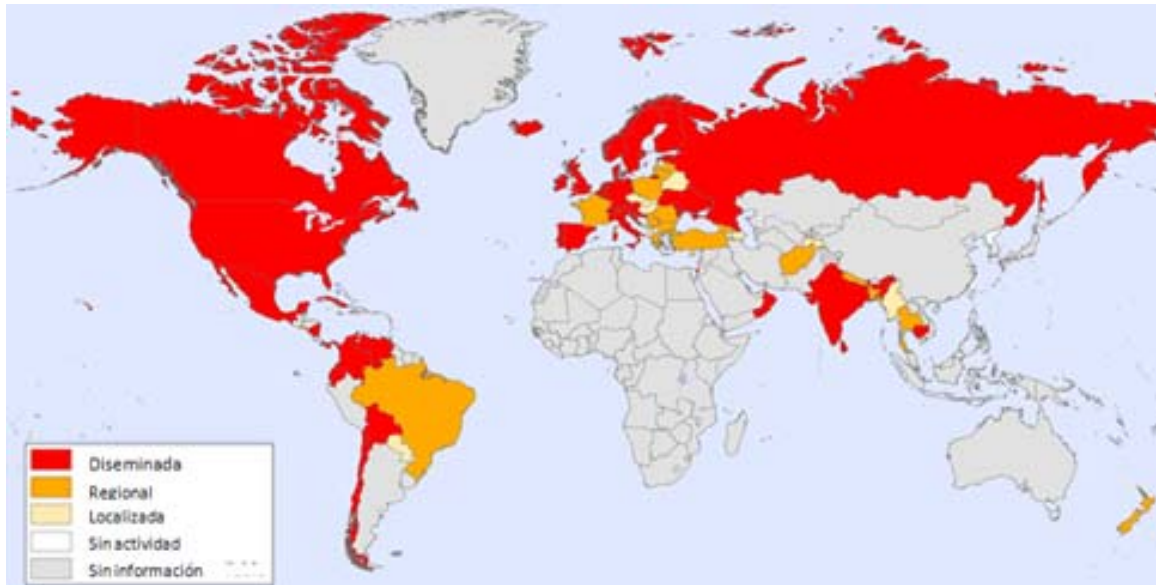 Diseminada
Regional
Localizada
Sin actividad
Sin información